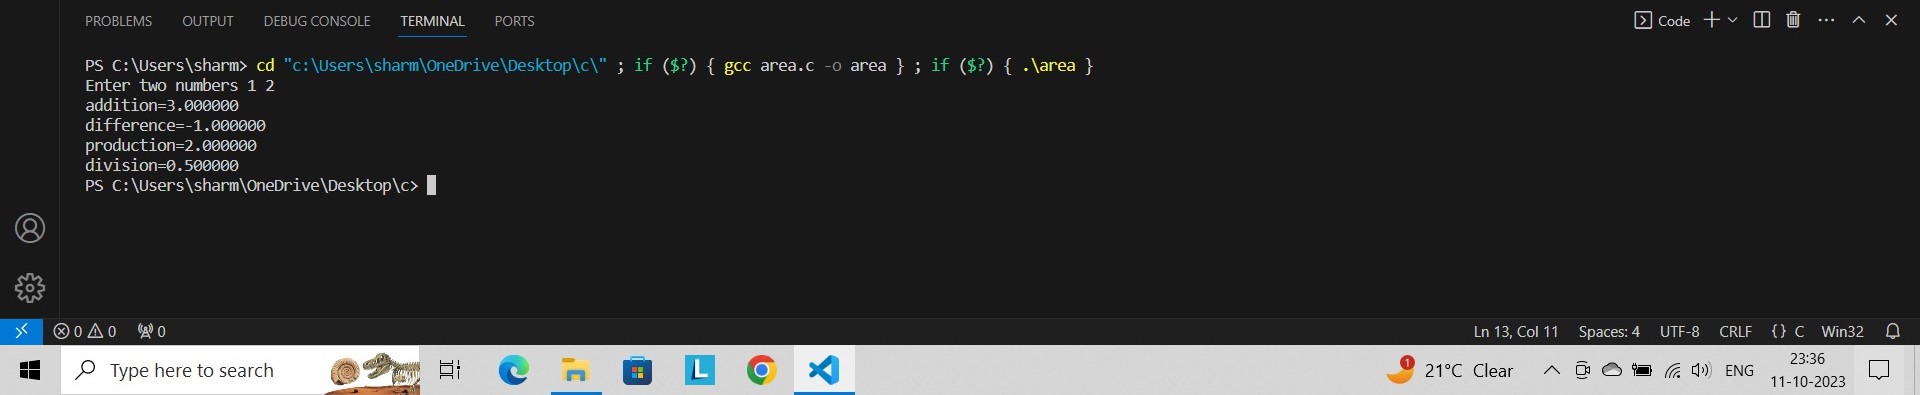 PROBLEMS OUTPUT DEBUG CONSOLE TERMINAL PORTS Code
PS C:\Users\sharm> cd "c:\Users\sharm\OneDrive\Desktop\c\" ; if ($?) { gcc area.c -o area } ; if ($?) { .\area }
Enter two numbers 1 2
addition=3.000000
difference=-1.000000
production=2.000000
division=0.500000
PS C:\Users\sharm\OneDrive\Desktop\c>
0 0 0 Ln 13, Col 11 Spaces: 4 UTF-8 CRLF {} C Win32
Type here to search L 1 21°C Clear ENG 23:36
11-10-2023